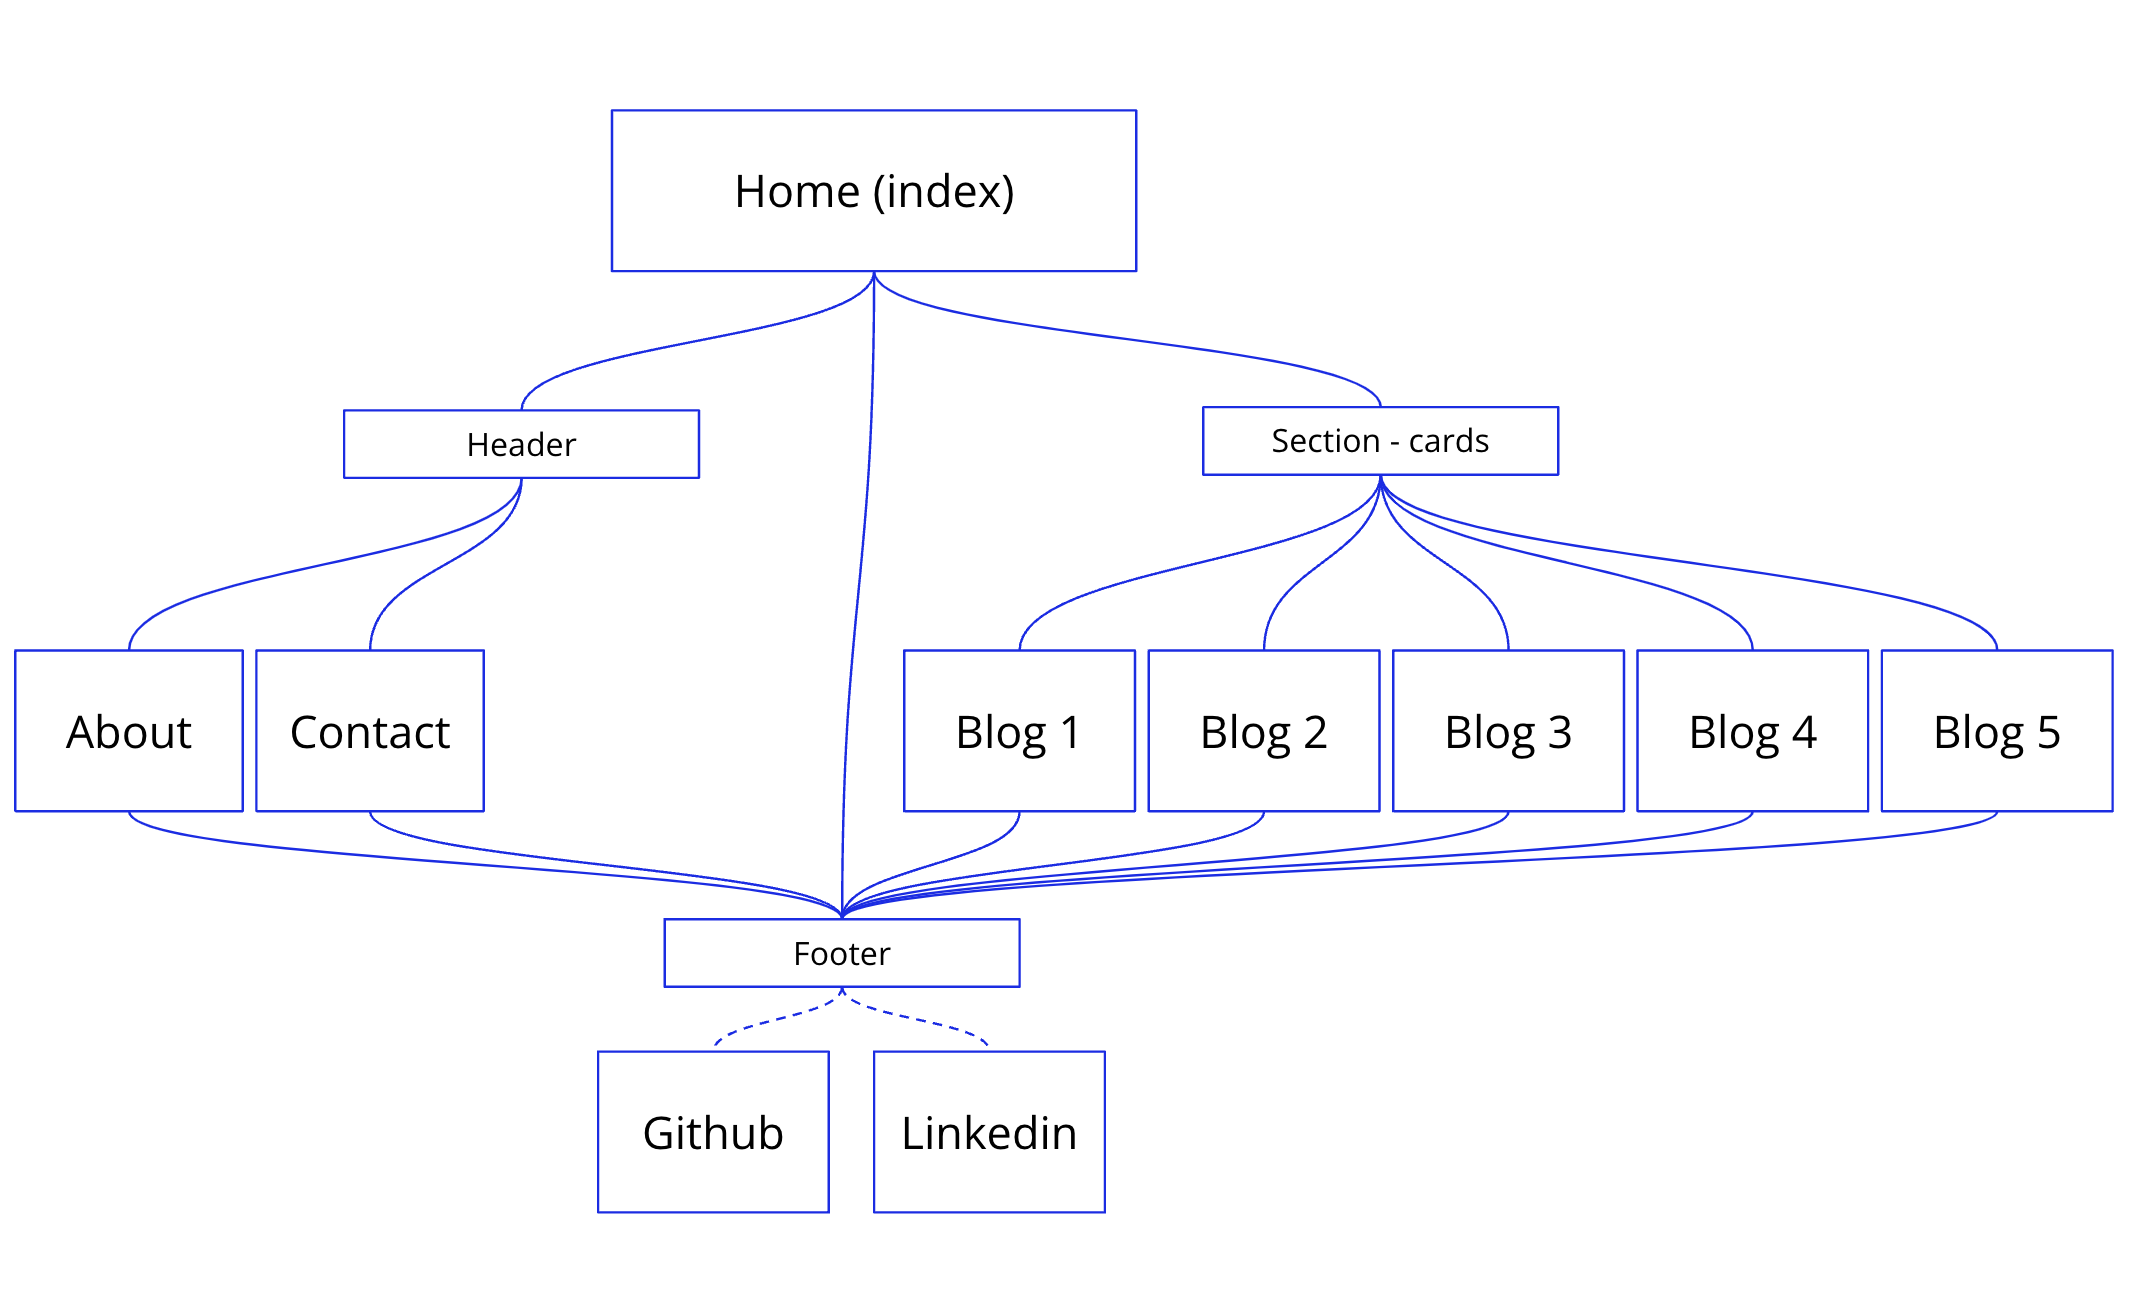 Home (index)
Header
Section - cards
About
Contact
Blog 1
Blog 2
Blog 3
Blog 4
Blog 5
Footer
Github
Linkedin